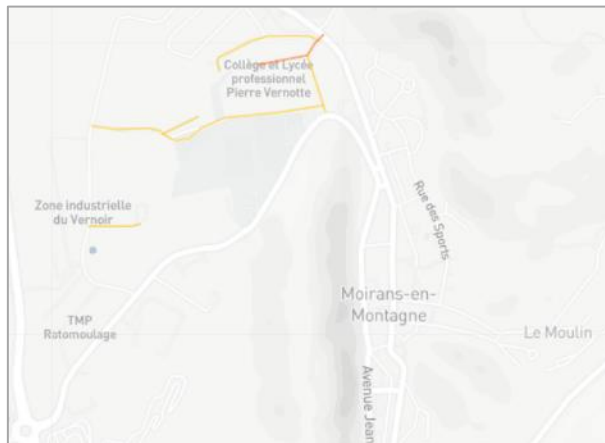 Collège et Lycée
professionnel
Pierre Vernotte
Zone industrielle
du Vernoir
Rue des Sports
Moirans-en-
Montagne
TMP
Ratomoulage
Le Moulin
Avenue Jean